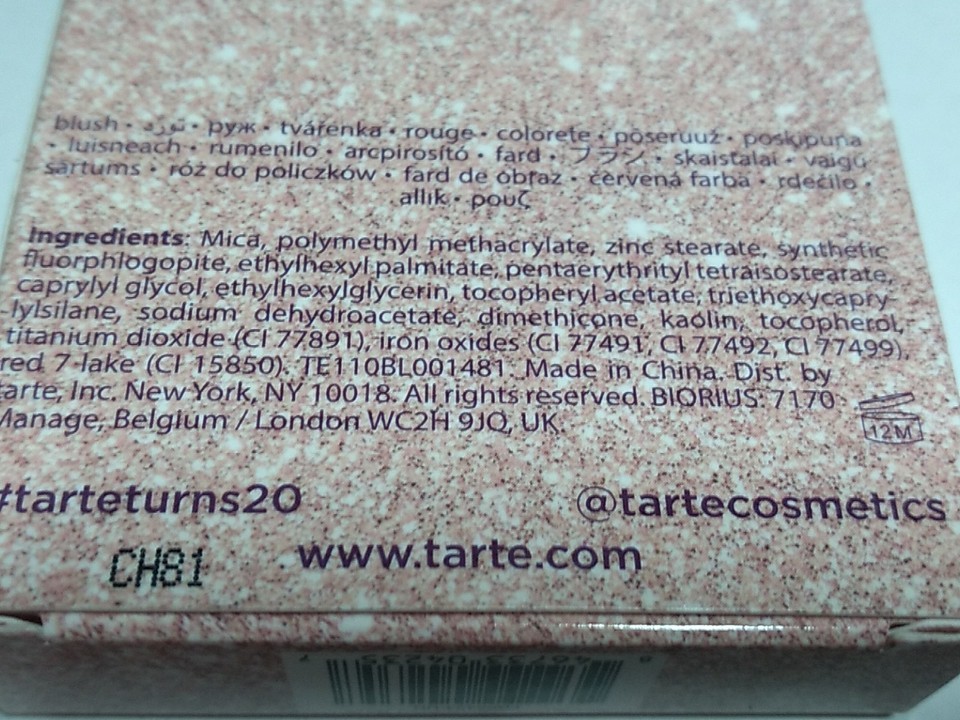 blush • تورد • руж • tvářenka • rouge • colorete • põseruuž • poskipuna
• luisneach • rumenilo • arcpirosító • fard • ブラシ • skaistalai • vaigu
sārtums • róż do policzków • fard de obraz • červená farba • rdečilo •
allık • ρουζ
Ingredients: Mica, polymethyl methacrylate, zinc stearate, synthetic
fluorphlogopite, ethylhexyl palmitate, pentaerythrityl tetraisostearate,
caprylyl glycol, ethylhexylglycerin, tocopheryl acetate, triethoxycapry-
lylsilane, sodium dehydroacetate, dimethicone, kaolin, tocopherol,
titanium dioxide (CI 77891), iron oxides (CI 77491, CI 77492, CI 77499),
red 7 lake (CI 15850). TE110BL001481. Made in China. Dist. by
tarte, Inc. New York, NY 10018. All rights reserved. BIORIUS: 7170
Manage, Belgium / London WC2H 9JQ, UK.
12M
#tarteturns20
@tartecosmetics
www.tarte.com
CH81